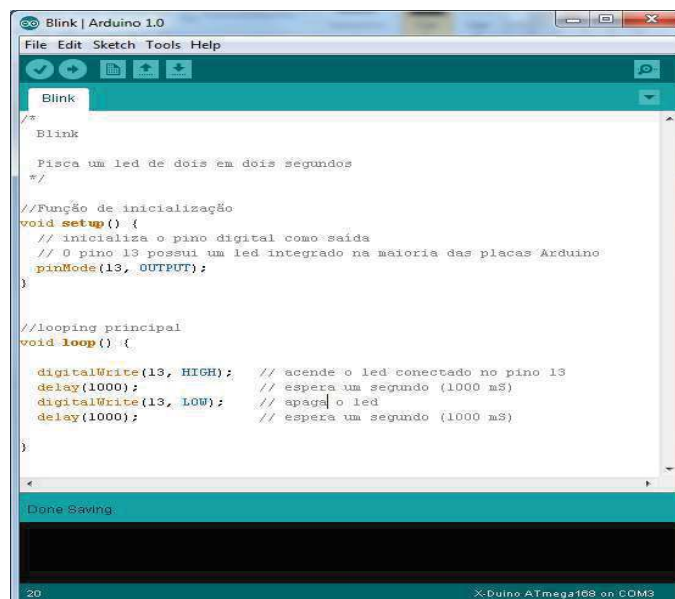 Blink | Arduino 1.0
File Edit Sketch Tools Help
Blink
/*
Blink
Pisca um led de dois em dois segundos
*/
//Função de inicialização
void setup() {
// inicializa o pino digital como saída
// O pino 13 possui um led integrado na maioria das placas Arduino
pinMode(13, OUTPUT);
}
//looping principal
void loop() {
digitalWrite(13, HIGH); // acende o led conectado no pino 13
delay(1000); // espera um segundo (1000 mS)
digitalWrite(13, LOW); // apaga o led
delay(1000); // espera um segundo (1000 mS)
}
Done Saving.
20 X-Duino ATmega168 on COM3